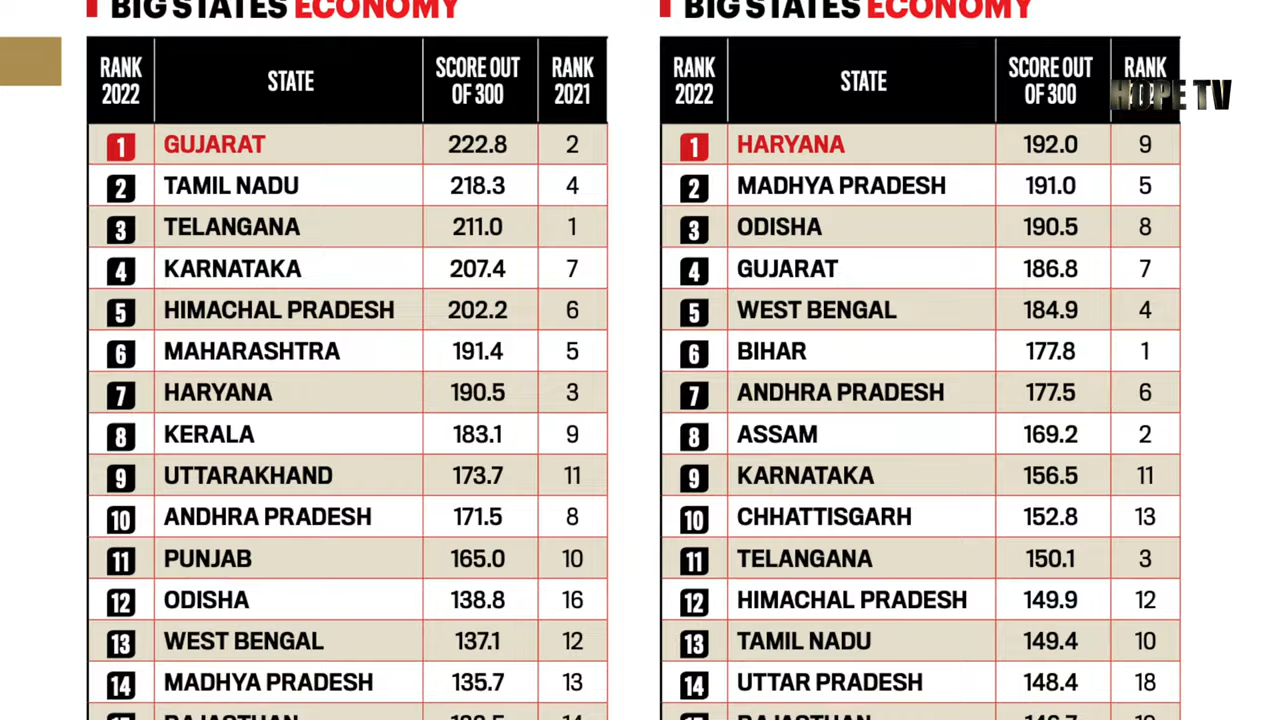 BIG STATES ECONOMY
RANK 2022 STATE SCORE OUT OF 300 RANK 2021
1 GUJARAT 222.8 2
2 TAMIL NADU 218.3 4
3 TELANGANA 211.0 1
4 KARNATAKA 207.4 7
5 HIMACHAL PRADESH 202.2 6
6 MAHARASHTRA 191.4 5
7 HARYANA 190.5 3
8 KERALA 183.1 9
9 UTTARAKHAND 173.7 11
10 ANDHRA PRADESH 171.5 8
11 PUNJAB 165.0 10
12 ODISHA 138.8 16
13 WEST BENGAL 137.1 12
14 MADHYA PRADESH 135.7 13
RAJASTHAN
BIG STATES ECONOMY
RANK 2022 STATE SCORE OUT OF 300 RANK
HOPE TV
1 HARYANA 192.0 9
2 MADHYA PRADESH 191.0 5
3 ODISHA 190.5 8
4 GUJARAT 186.8 7
5 WEST BENGAL 184.9 4
6 BIHAR 177.8 1
7 ANDHRA PRADESH 177.5 6
8 ASSAM 169.2 2
9 KARNATAKA 156.5 11
10 CHHATTISGARH 152.8 13
11 TELANGANA 150.1 3
12 HIMACHAL PRADESH 149.9 12
13 TAMIL NADU 149.4 10
14 UTTAR PRADESH 148.4 18
RAJASTHAN